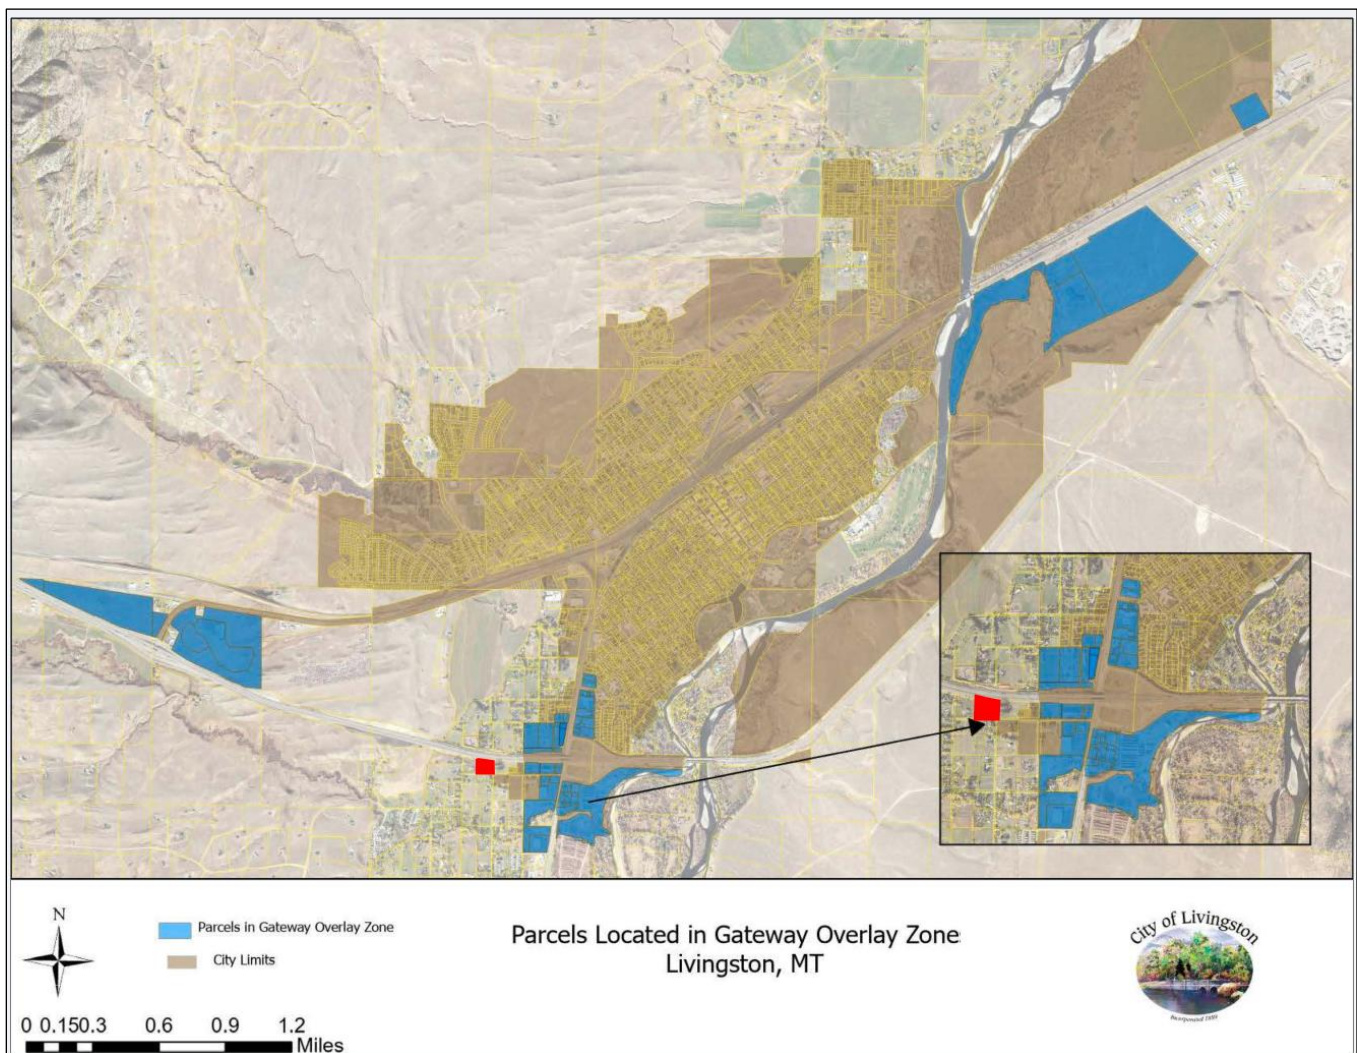 N
Parcels in Gateway Overlay Zone
City Limits
0 0.150.3 0.6 0.9 1.2
Miles
Parcels Located in Gateway Overlay Zone
Livingston, MT
City of Livingston
Incorporated